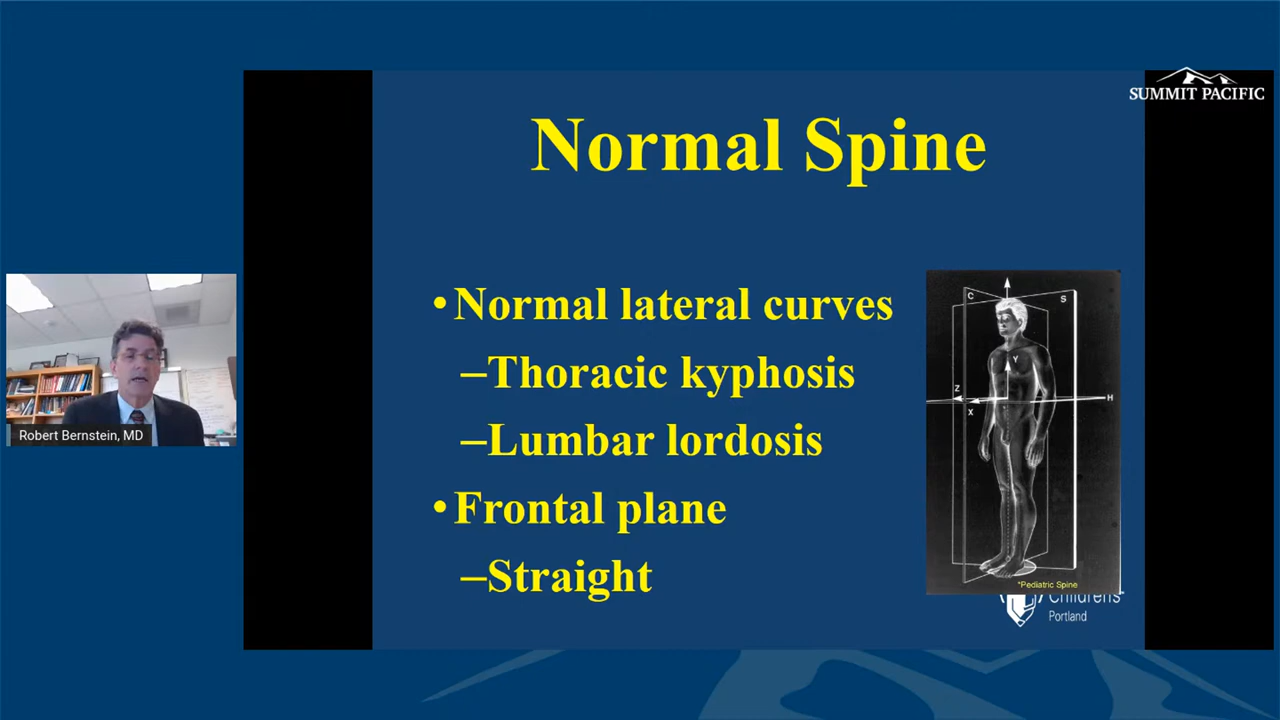 SUMMIT PACIFIC
Normal Spine
•Normal lateral curves
–Thoracic kyphosis
–Lumbar lordosis
•Frontal plane
–Straight
C
S
Y
Z
H
X
*Pediatric Spine
Children's
Portland
Robert Bernstein, MD